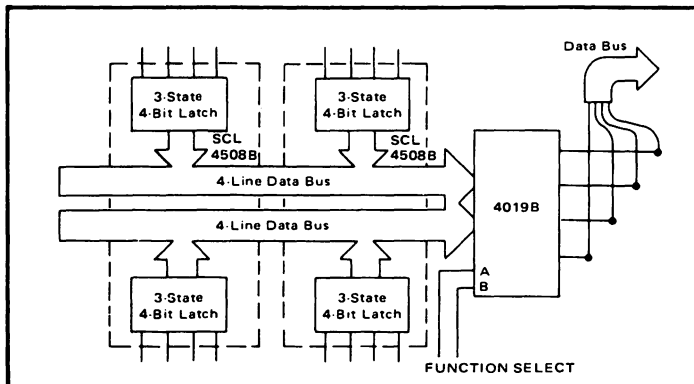 Data Bus
3-State
4-Bit Latch
3-State
4-Bit Latch
SCL
4508B
SCL
4508B
4-Line Data Bus
4019B
4-Line Data Bus
A
B
3-State
4-Bit Latch
3-State
4-Bit Latch
FUNCTION SELECT